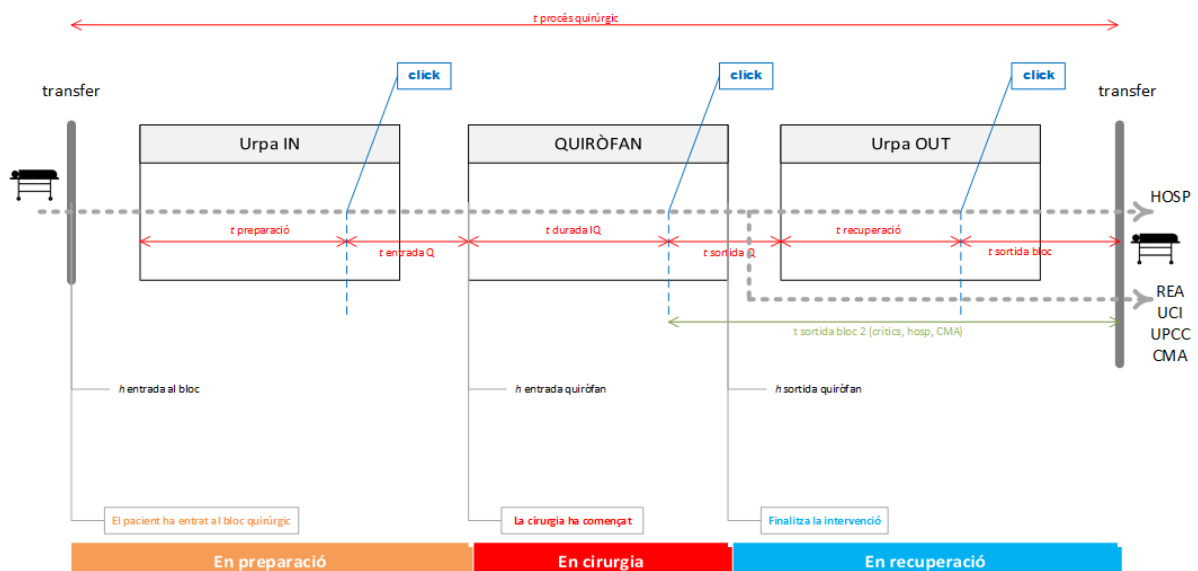 t procés quirúrgic
click
click
click
transfer
transfer
Urpa IN
QUIRÒFAN
Urpa OUT
HOSP
t preparació
t durada IQ
t recuperació
t entrada Q
t sortida Q
t sortida bloc
REA
UCI
UPCC
CMA
t sortida bloc 2 (crítics, hosp, CMA)
h entrada al bloc
h entrada quiròfan
h sortida quiròfan
El pacient ha entrat al bloc quirúrgic
La cirurgia ha començat
Finalitza la intervenció
En preparació
En cirurgia
En recuperació